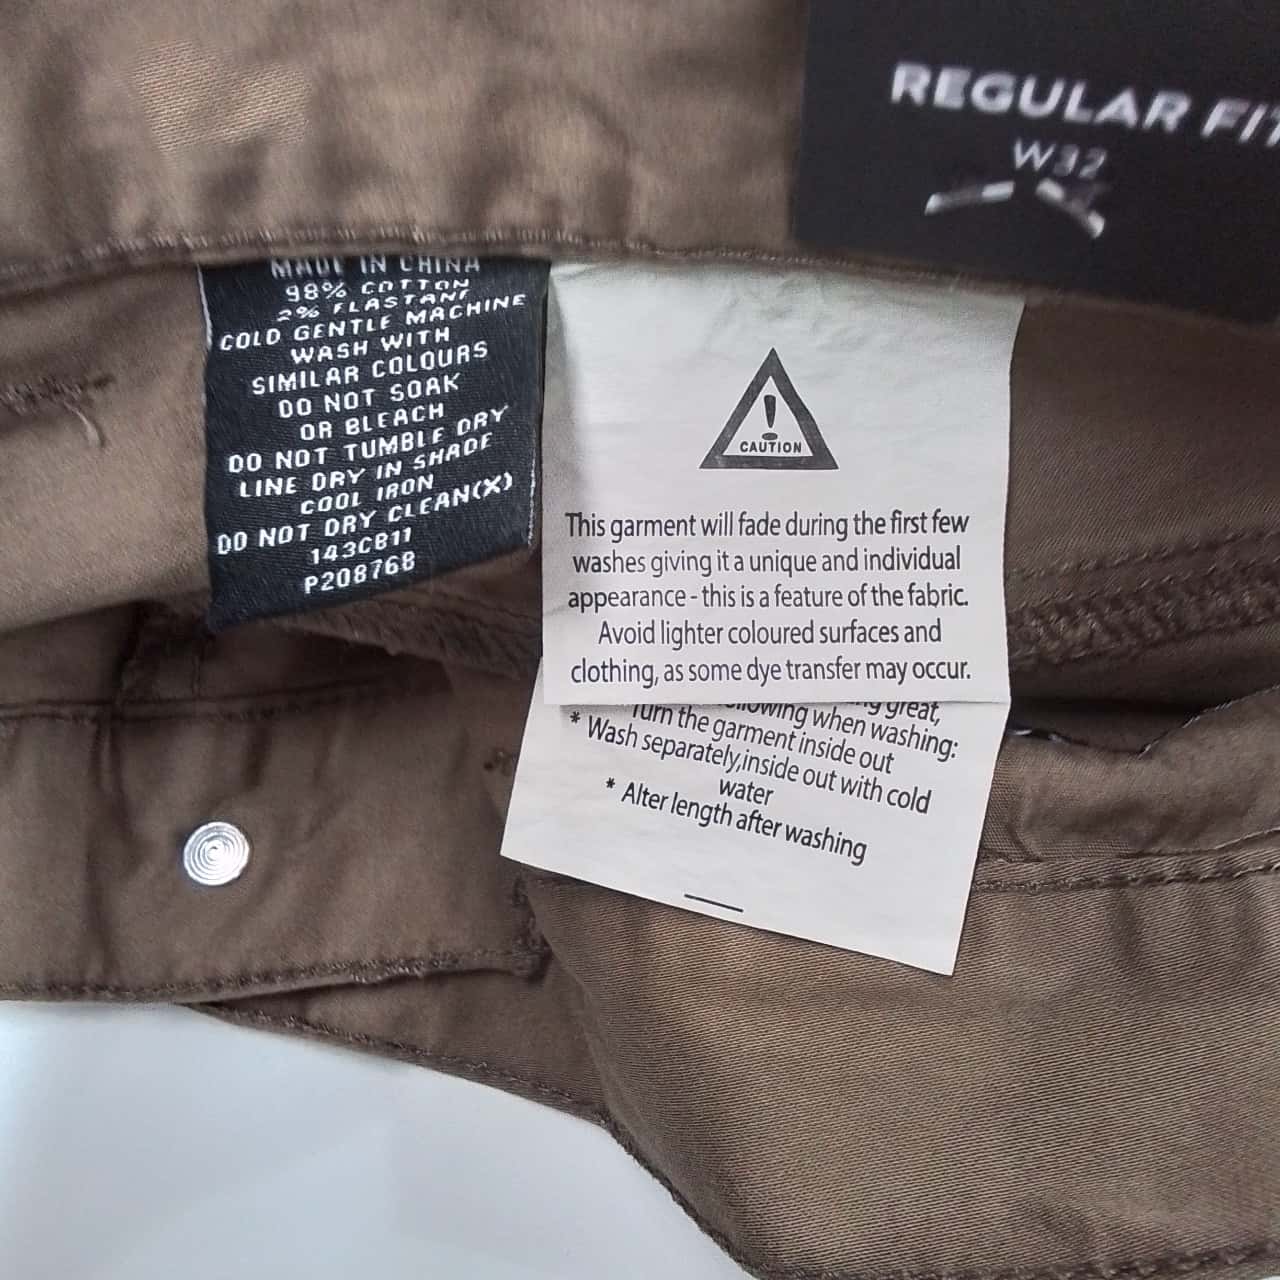 REGULAR FIT
W32
MADE IN CHINA
98% COTTON
2% ELASTANE
COLD GENTLE MACHINE
WASH WITH
SIMILAR COLOURS
DO NOT SOAK
OR BLEACH
DO NOT TUMBLE DRY
LINE DRY IN SHADE
COOL IRON
DO NOT DRY CLEAN(X)
143CB11
P208768
CAUTION
This garment will fade during the first few
washes giving it a unique and individual
appearance - this is a feature of the fabric.
Avoid lighter coloured surfaces and
clothing, as some dye transfer may occur.
great,
when washing:
Turn the garment inside out
* Wash separately,inside out with cold
water
* Alter length after washing